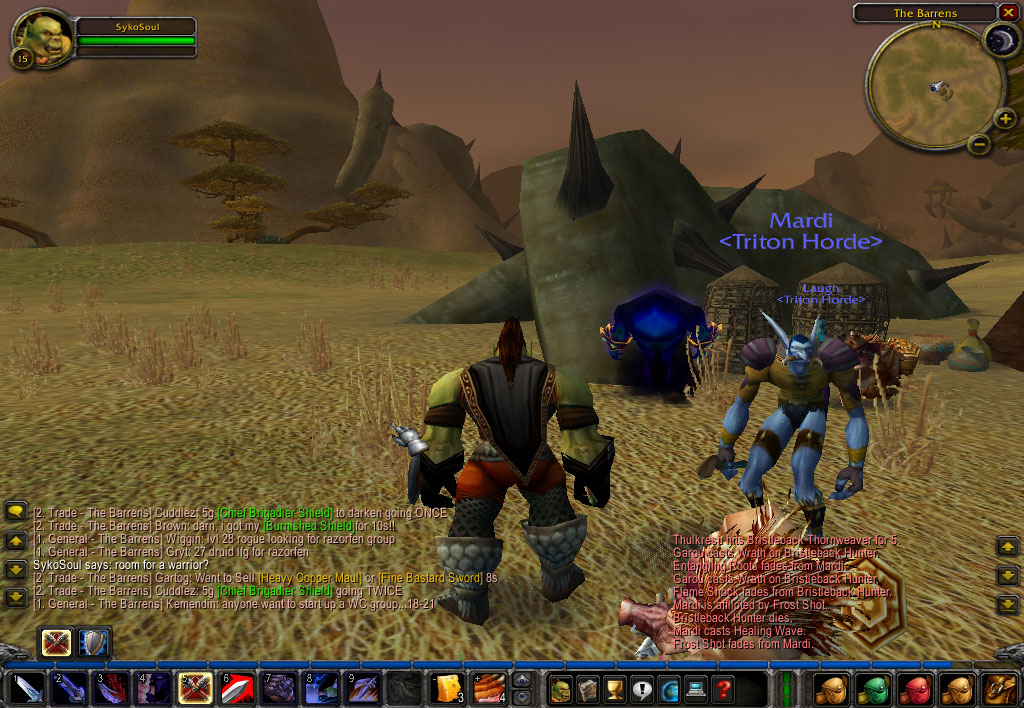 SykoSoul
15
The Barrens
N
Mardi
<Triton Horde>
Laugh
<Triton Horde>
[2. Trade - The Barrens] Cuddlez: 5g [Chief Brigadier Shield] to darken going ONCE
[2. Trade - The Barrens] Brown: darn, i got my [Burnished Shield] for 10s!!
[1. General - The Barrens] Wiggin: lvl 28 rogue looking for razorfen group
[1. General - The Barrens] Gryt: 27 druid lfg for razorfen
SykoSoul says: room for a warrior?
[2. Trade - The Barrens] Gartog: Want to Sell [Heavy Copper Maul] or [Fine Bastard Sword] 8s
[2. Trade - The Barrens] Cuddlez: 5g [Chief Brigadier Shield] going TWICE
[1. General - The Barrens] Kemendim: anyone want to start up a WC group...18-21
Thulkresd hits Bristleback Thornweaver for 5.
Garou casts Wrath on Bristleback Hunter.
Entangling Roots fades from Mardi.
Garou casts Wrath on Bristleback Hunter.
Flame Shock fades from Bristleback Hunter.
Mardi is afflicted by Frost Shot.
Bristleback Hunter dies.
Mardi casts Healing Wave.
Frost Shot fades from Mardi.
1 2 3 4 5 6 7 8 9 3 + 4